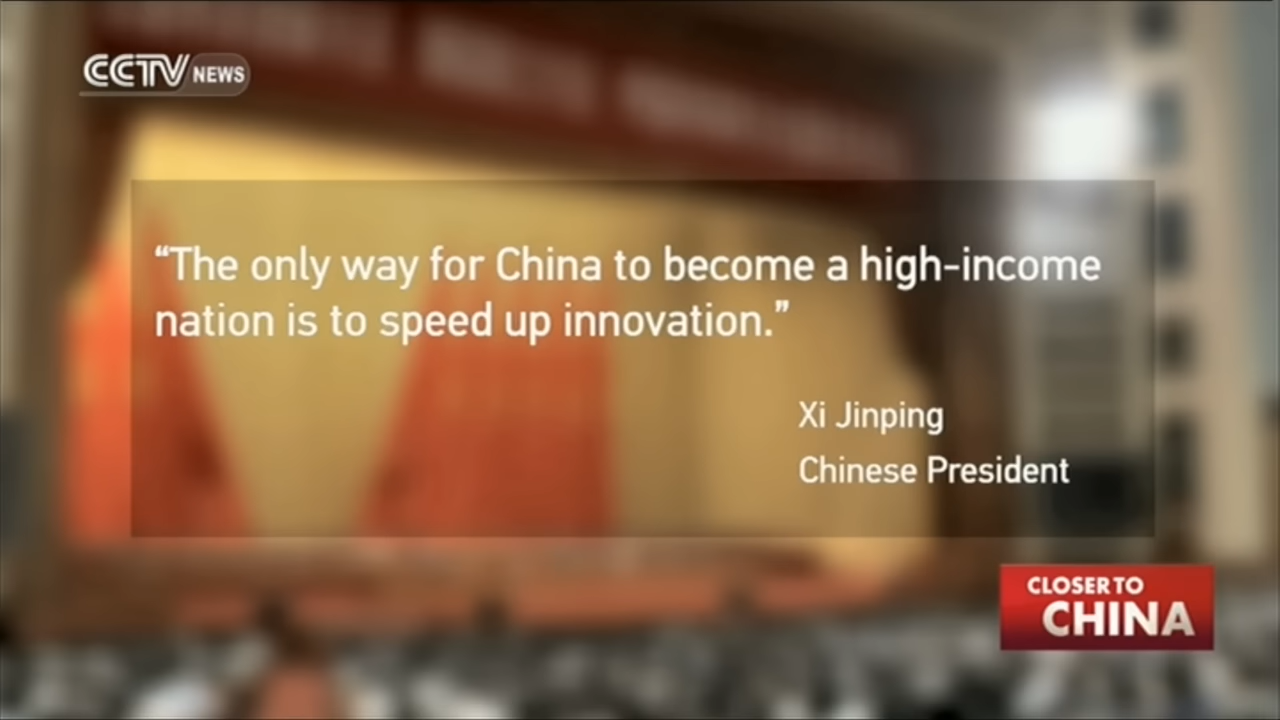 CCTV NEWS
“The only way for China to become a high-income
nation is to speed up innovation.”
Xi Jinping
Chinese President
CLOSER TO
CHINA